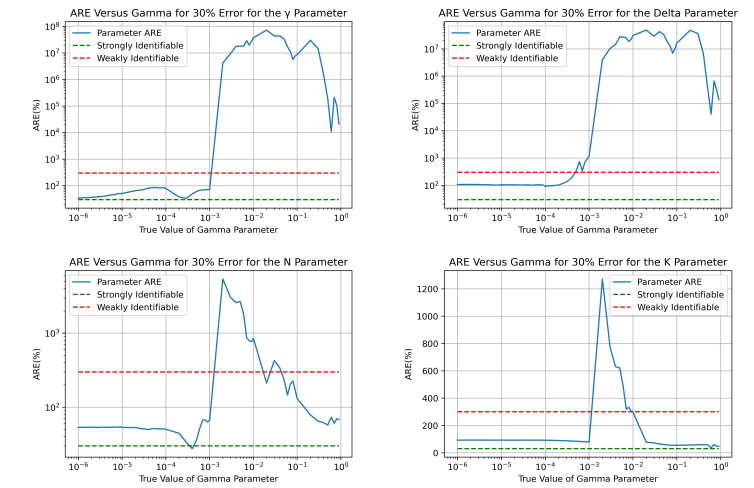 ARE Versus Gamma for 30% Error for the γ Parameter
10⁸
10⁷
10⁶
10⁵
10⁴
10³
10²
ARE(%)
Parameter ARE
Strongly Identifiable
Weakly Identifiable
10⁻⁶ 10⁻⁵ 10⁻⁴ 10⁻³ 10⁻² 10⁻¹ 10⁰
True Value of Gamma Parameter
ARE Versus Gamma for 30% Error for the Delta Parameter
10⁷
10⁶
10⁵
10⁴
10³
10²
ARE(%)
Parameter ARE
Strongly Identifiable
Weakly Identifiable
10⁻⁶ 10⁻⁵ 10⁻⁴ 10⁻³ 10⁻² 10⁻¹ 10⁰
True Value of Gamma Parameter
ARE Versus Gamma for 30% Error for the N Parameter
10³
10²
ARE(%)
Parameter ARE
Strongly Identifiable
Weakly Identifiable
10⁻⁶ 10⁻⁵ 10⁻⁴ 10⁻³ 10⁻² 10⁻¹ 10⁰
True Value of Gamma Parameter
ARE Versus Gamma for 30% Error for the K Parameter
1200
1000
800
600
400
200
0
ARE(%)
Parameter ARE
Strongly Identifiable
Weakly Identifiable
10⁻⁶ 10⁻⁵ 10⁻⁴ 10⁻³ 10⁻² 10⁻¹ 10⁰
True Value of Gamma Parameter